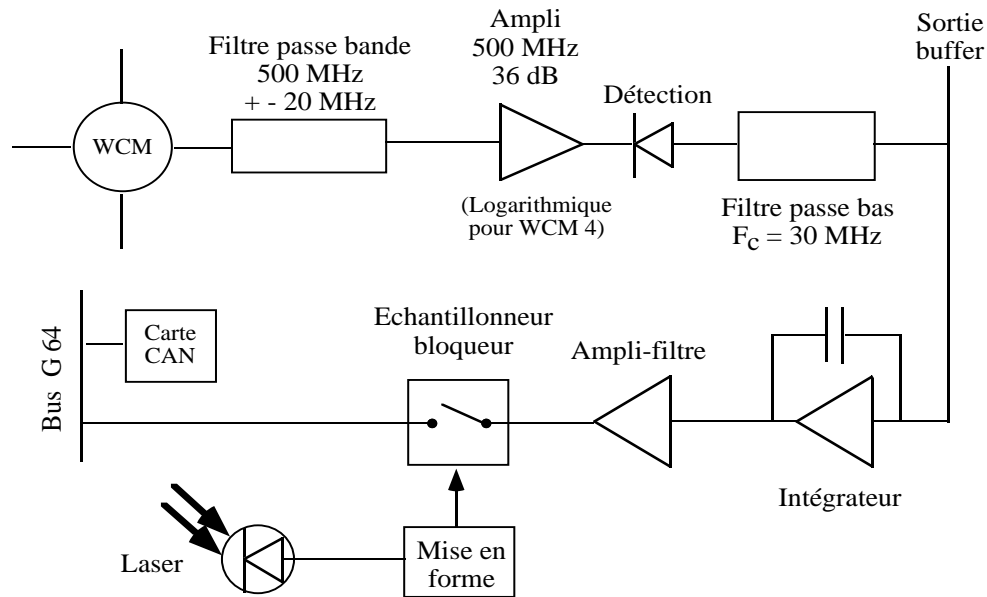 Ampli
500 MHz
36 dB
Sortie
buffer
Filtre passe bande
500 MHz
+ - 20 MHz
Détection
WCM
(Logarithmique
pour WCM 4)
Filtre passe bas
Fc = 30 MHz
Bus G 64
Carte
CAN
Echantillonneur
bloqueur
Ampli-filtre
Intégrateur
Laser
Mise en
forme